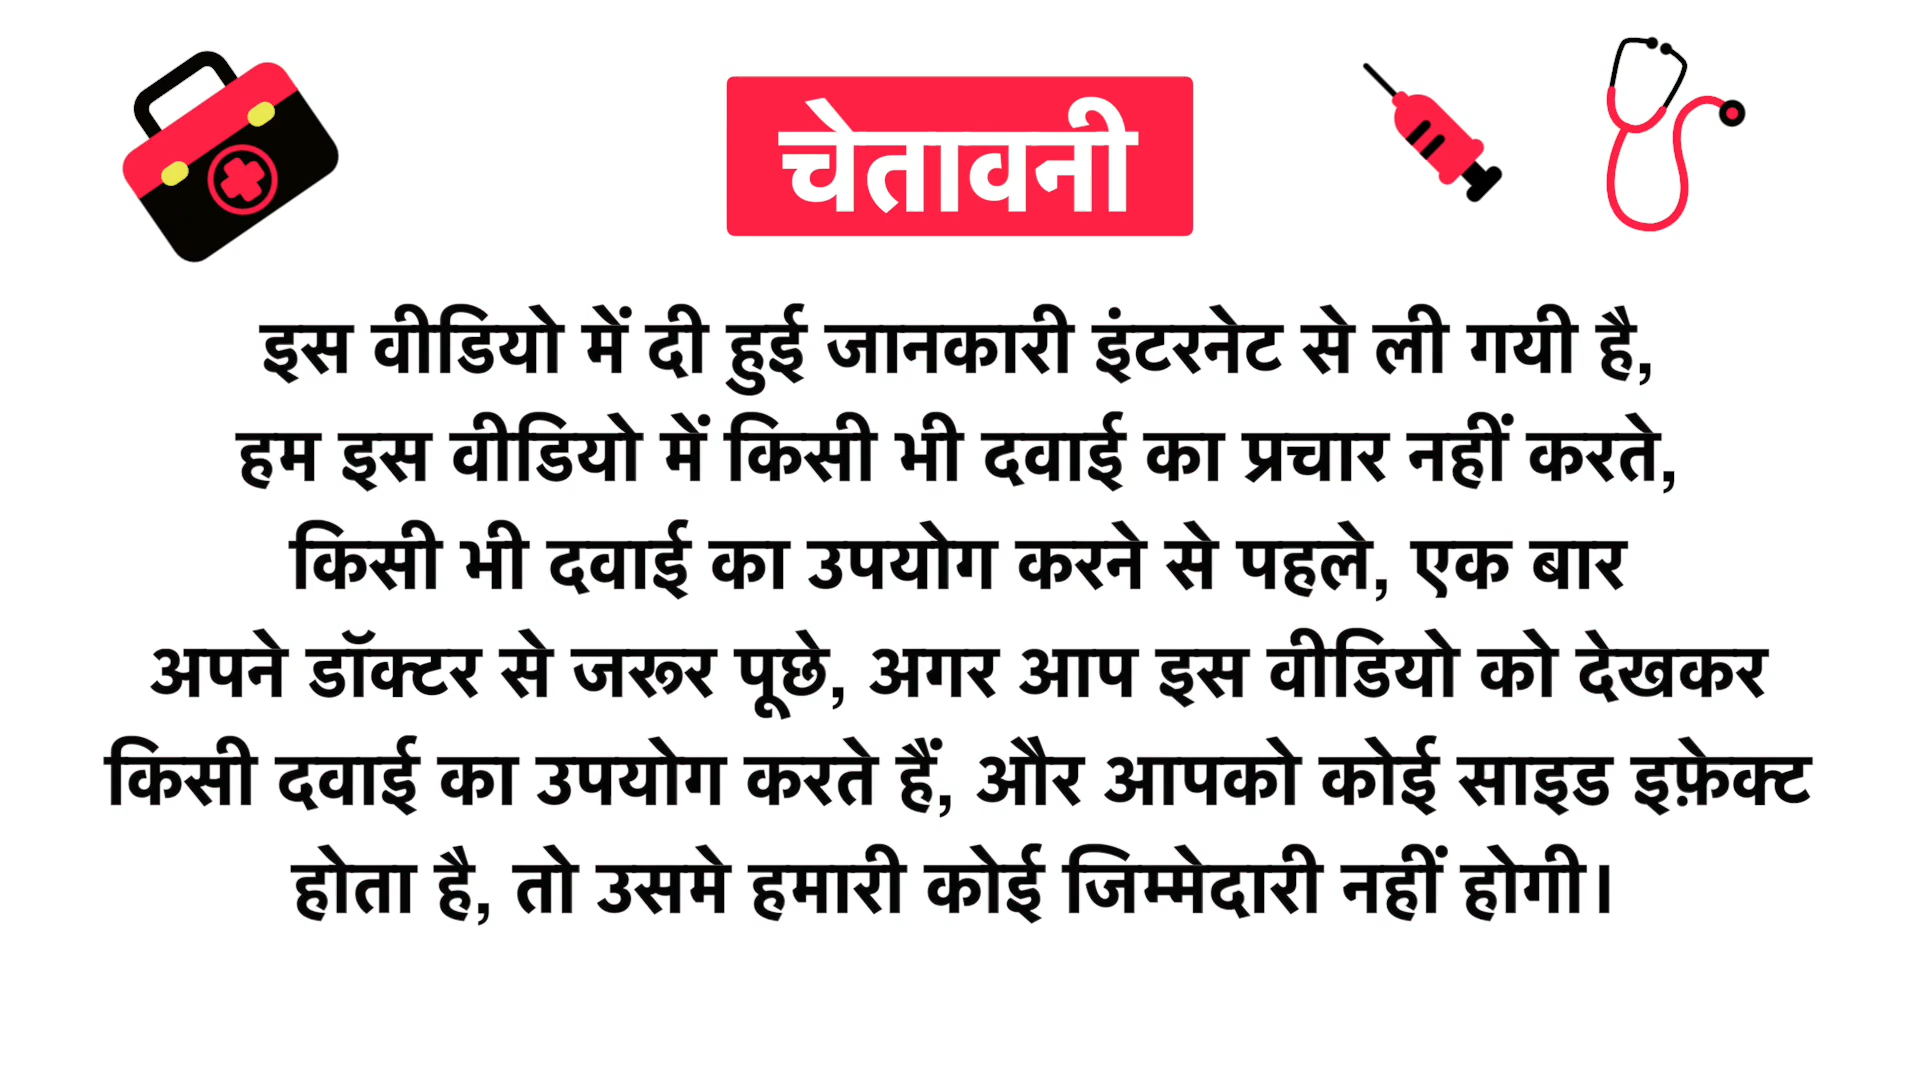 चेतावनी
इस वीडियो में दी हुई जानकारी इंटरनेट से ली गयी है,
हम इस वीडियो में किसी भी दवाई का प्रचार नहीं करते,
किसी भी दवाई का उपयोग करने से पहले, एक बार
अपने डॉक्टर से जरूर पूछे, अगर आप इस वीडियो को देखकर
किसी दवाई का उपयोग करते हैं, और आपको कोई साइड इफ़ेक्ट
होता है, तो उसमे हमारी कोई जिम्मेदारी नहीं होगी।